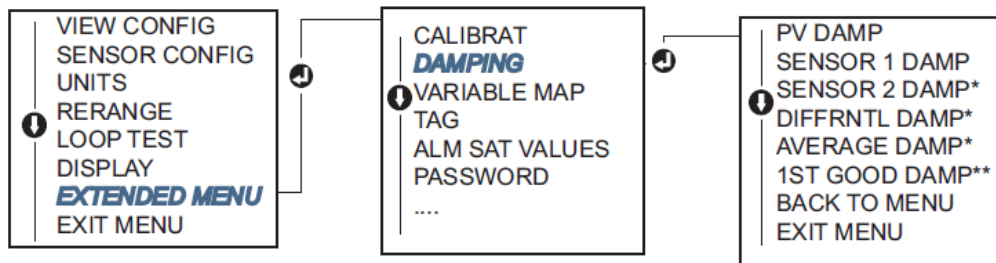 VIEW CONFIG
SENSOR CONFIG
UNITS
RERANGE
LOOP TEST
DISPLAY
EXTENDED MENU
EXIT MENU
CALIBRAT
DAMPING
VARIABLE MAP
TAG
ALM SAT VALUES
PASSWORD
....
PV DAMP
SENSOR 1 DAMP
SENSOR 2 DAMP*
DIFFRNTL DAMP*
AVERAGE DAMP*
1ST GOOD DAMP**
BACK TO MENU
EXIT MENU